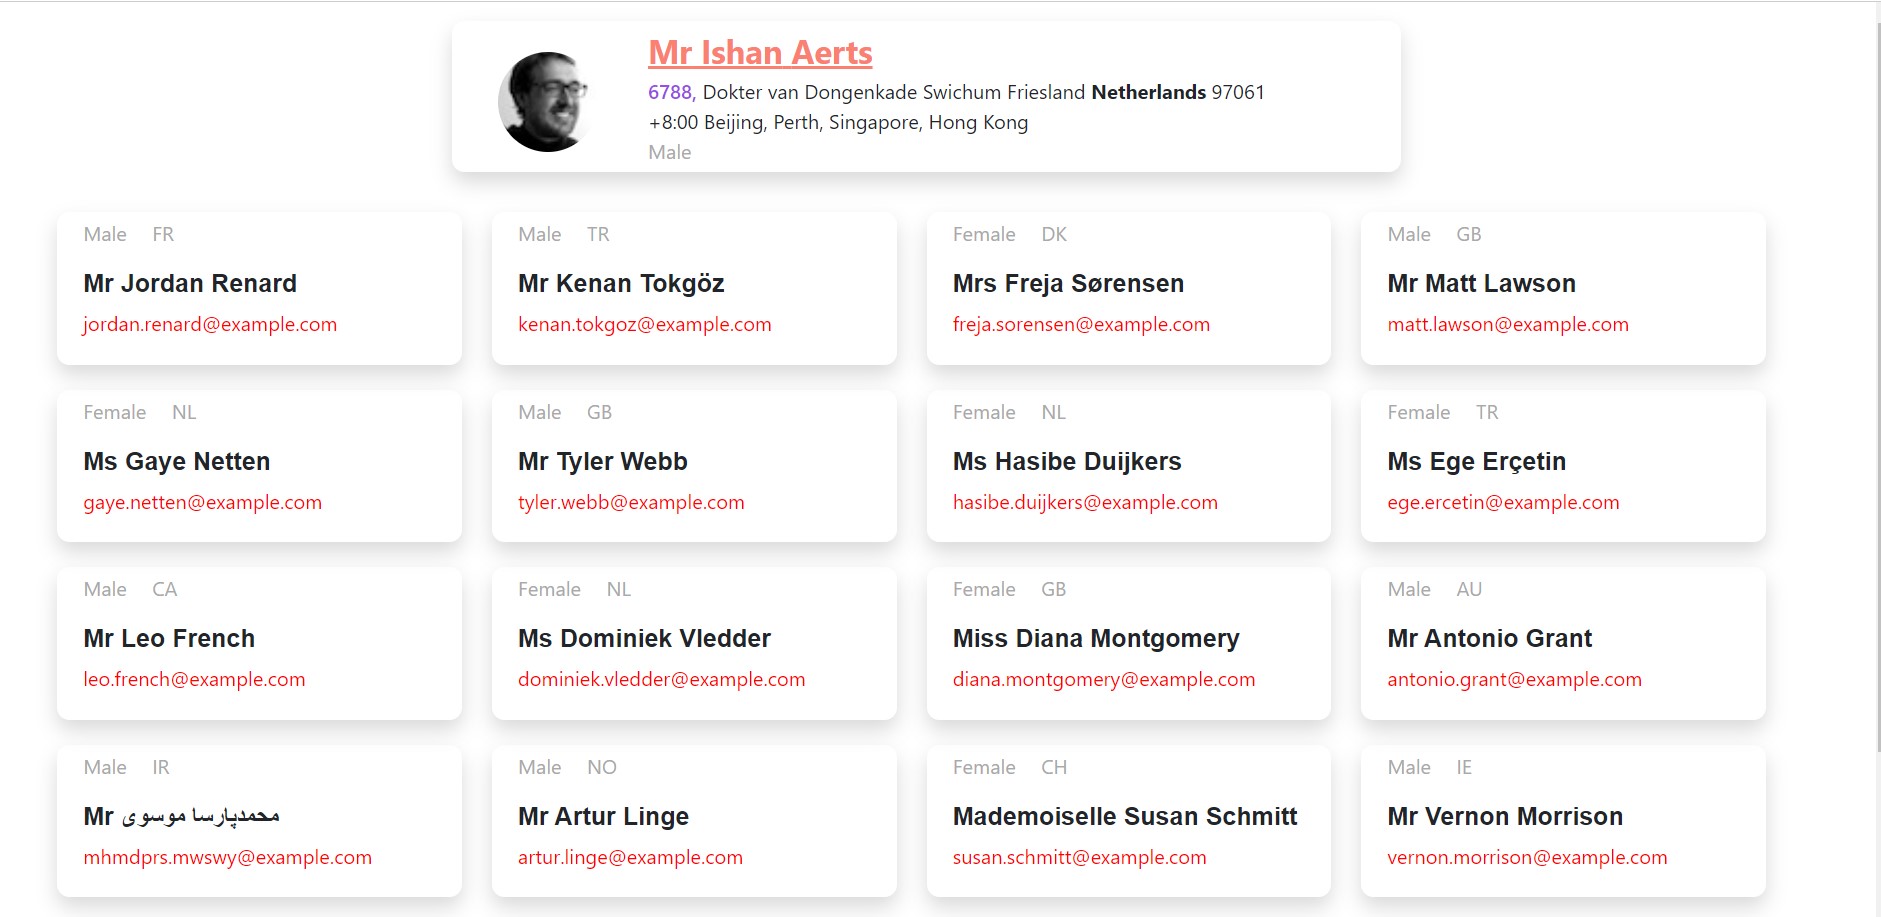 Mr Ishan Aerts
6788, Dokter van Dongenkade Swichum Friesland Netherlands 97061
+8:00 Beijing, Perth, Singapore, Hong Kong
Male
Male FR
Mr Jordan Renard
jordan.renard@example.com
Male TR
Mr Kenan Tokgöz
kenan.tokgoz@example.com
Female DK
Mrs Freja Sørensen
freja.sorensen@example.com
Male GB
Mr Matt Lawson
matt.lawson@example.com
Female NL
Ms Gaye Netten
gaye.netten@example.com
Male GB
Mr Tyler Webb
tyler.webb@example.com
Female NL
Ms Hasibe Duijkers
hasibe.duijkers@example.com
Female TR
Ms Ege Erçetin
ege.ercetin@example.com
Male CA
Mr Leo French
leo.french@example.com
Female NL
Ms Dominiek Vledder
dominiek.vledder@example.com
Female GB
Miss Diana Montgomery
diana.montgomery@example.com
Male AU
Mr Antonio Grant
antonio.grant@example.com
Male IR
Mr محمدپارسا موسوی
mhmdprs.mwswy@example.com
Male NO
Mr Artur Linge
artur.linge@example.com
Female CH
Mademoiselle Susan Schmitt
susan.schmitt@example.com
Male IE
Mr Vernon Morrison
vernon.morrison@example.com